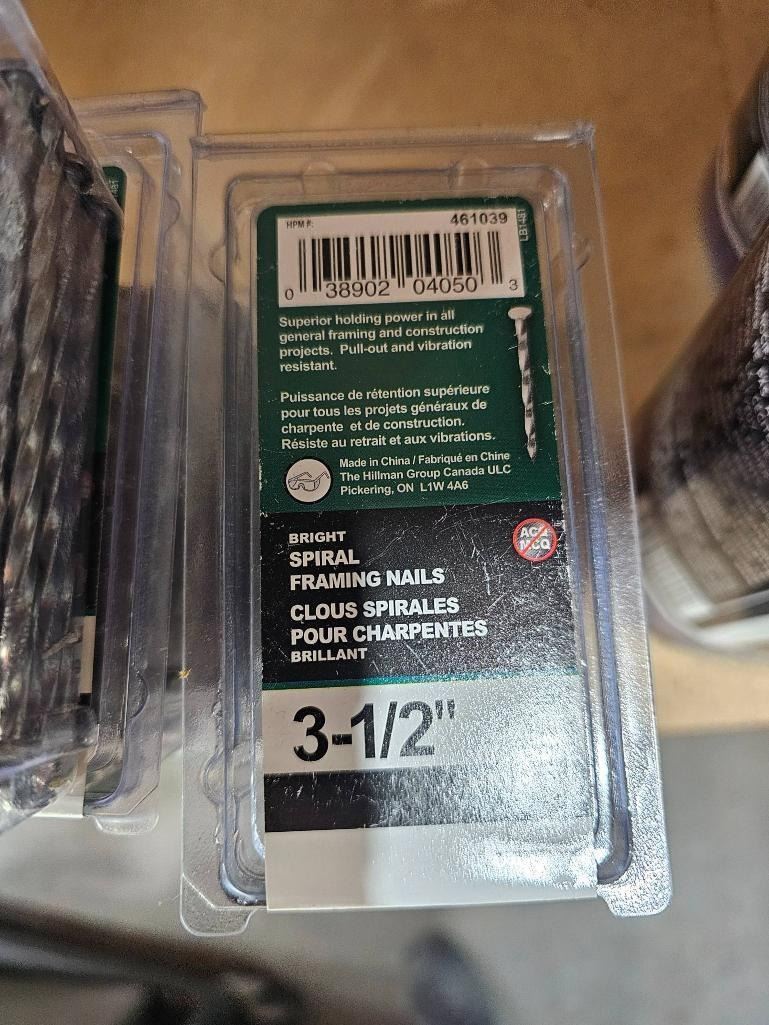 HPM #: 461039
LB1481
0 38902 04050 3
Superior holding power in all
general framing and construction
projects. Pull-out and vibration
resistant.
Puissance de rétention supérieure
pour tous les projets généraux de
charpente et de construction.
Résiste au retrait et aux vibrations.
Made in China / Fabriqué en Chine
The Hillman Group Canada ULC
Pickering, ON L1W 4A6
BRIGHT
SPIRAL
FRAMING NAILS
ACQ
MCQ
CLOUS SPIRALES
POUR CHARPENTES
BRILLANT
3-1/2"